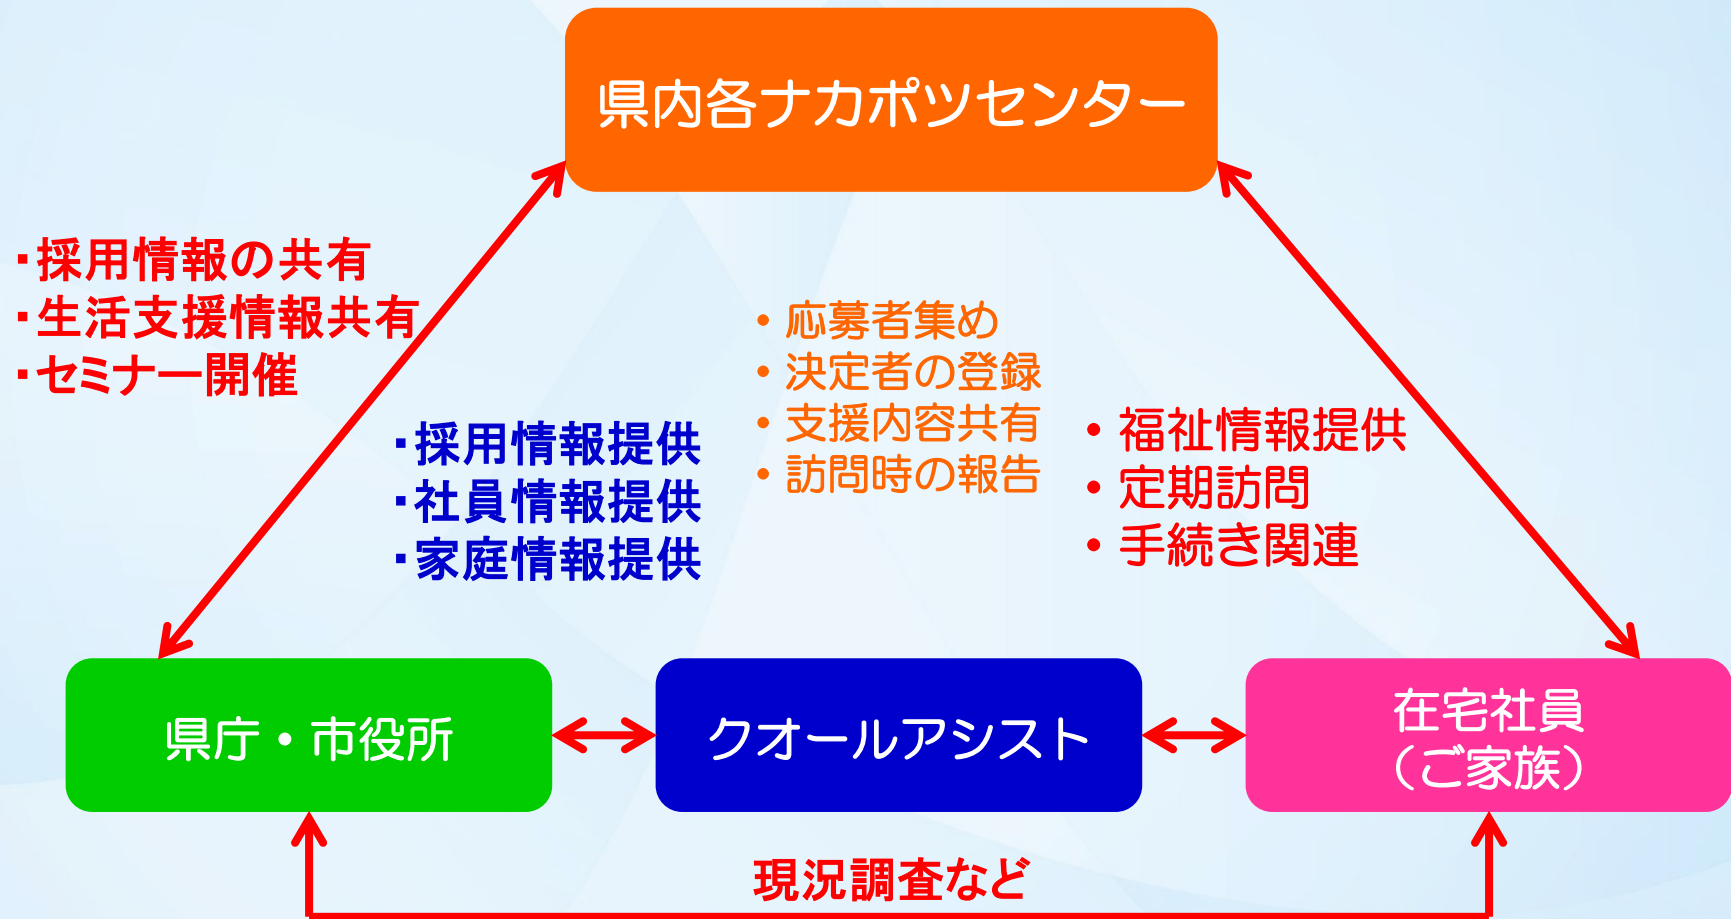 県内各ナカポツセンター
・採用情報の共有
・生活支援情報共有
・セミナー開催
・採用情報提供
・社員情報提供
・家庭情報提供
• 応募者集め
• 決定者の登録
• 支援内容共有
• 訪問時の報告
• 福祉情報提供
• 定期訪問
• 手続き関連
県庁・市役所
クオールアシスト
在宅社員
（ご家族）
現況調査など